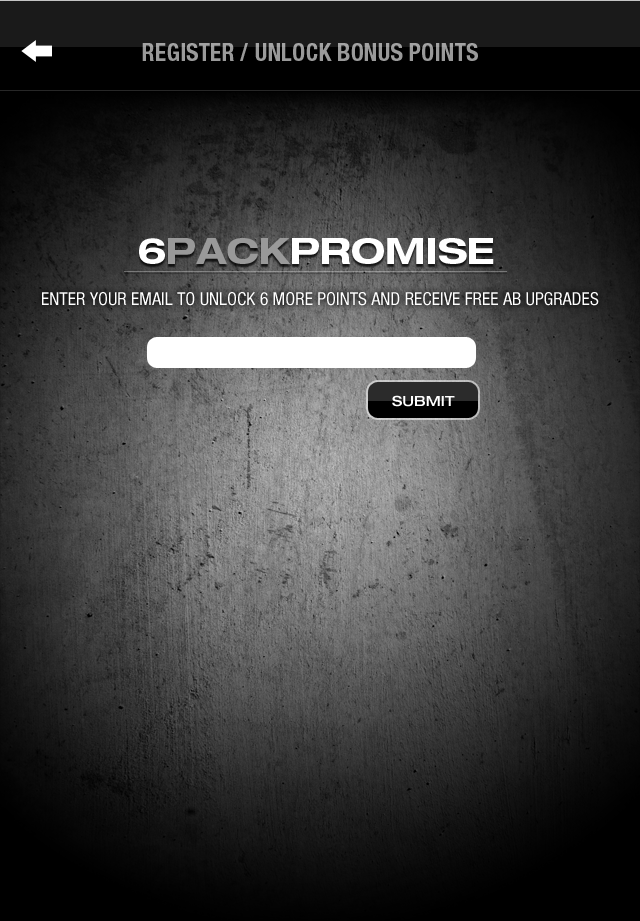 REGISTER / UNLOCK BONUS POINTS
6PACKPROMISE
ENTER YOUR EMAIL TO UNLOCK 6 MORE POINTS AND RECEIVE FREE AB UPGRADES
SUBMIT